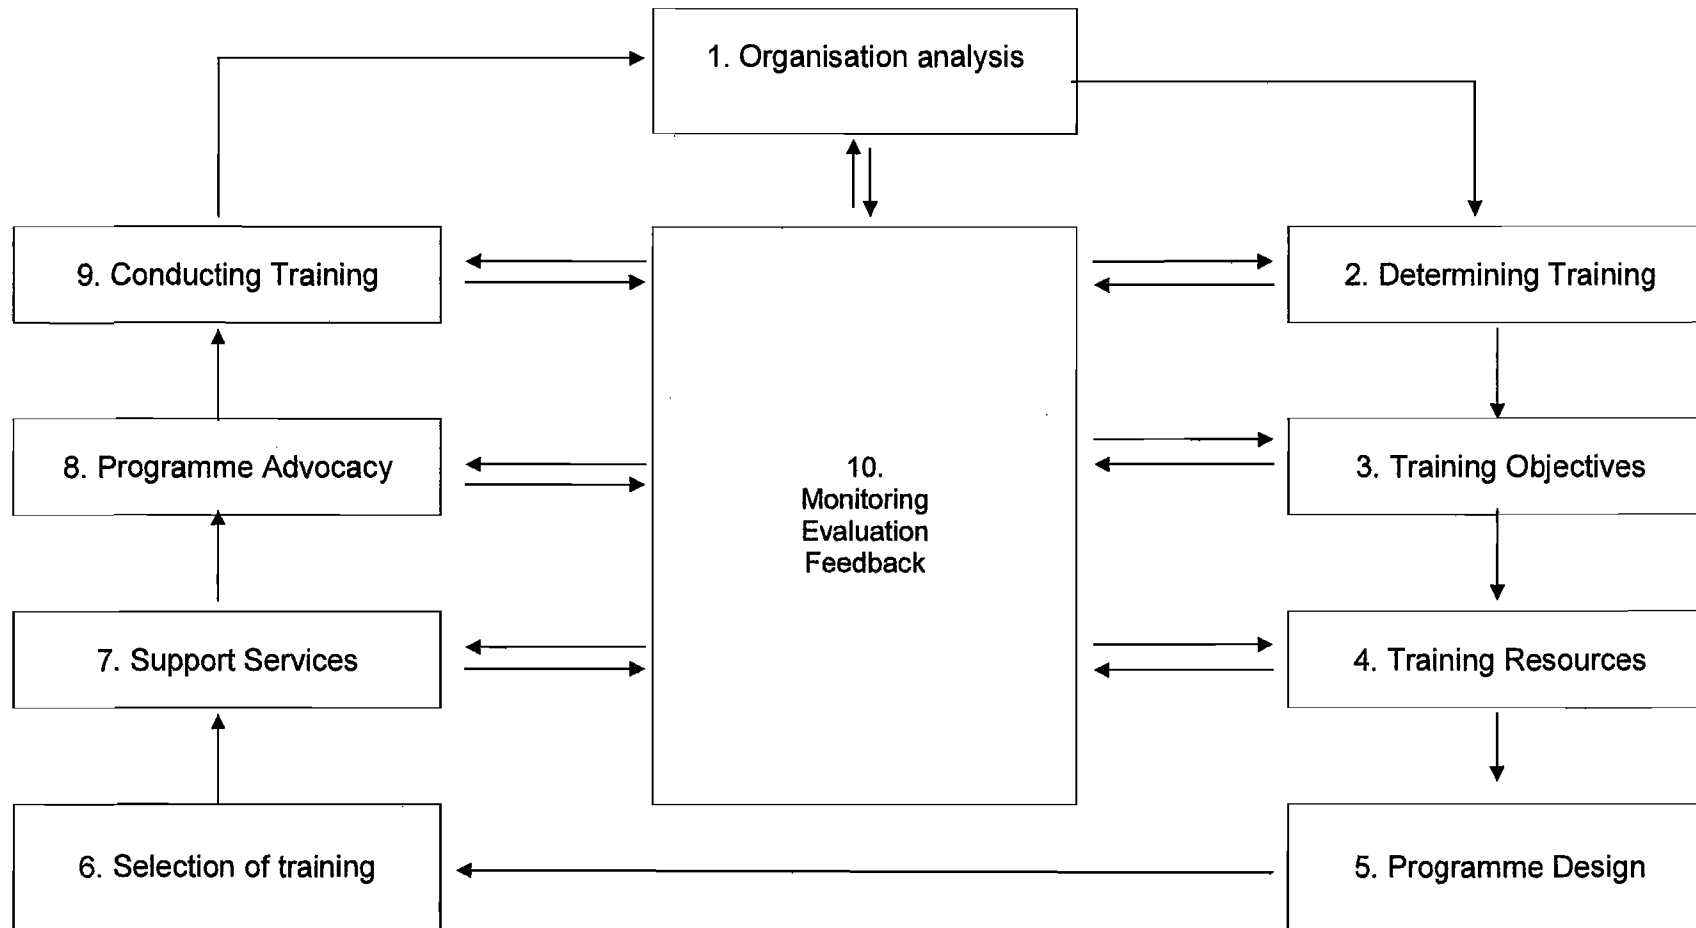 1. Organisation analysis
9. Conducting Training
2. Determining Training
8. Programme Advocacy
10.
Monitoring
Evaluation
Feedback
3. Training Objectives
7. Support Services
4. Training Resources
6. Selection of training
5. Programme Design